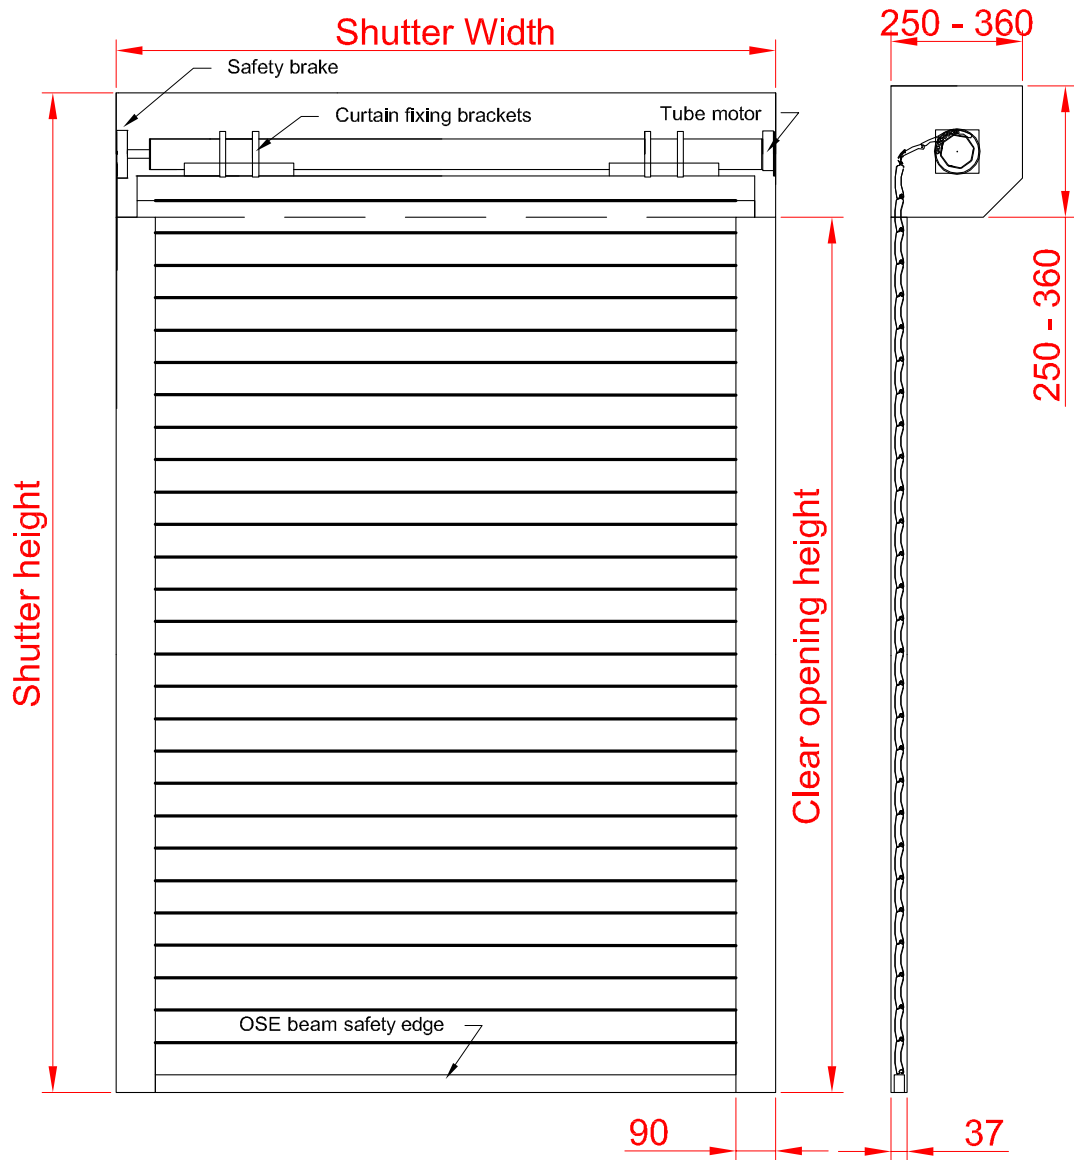 Shutter Width
250 - 360
Safety brake
Curtain fixing brackets
Tube motor
250 - 360
Shutter height
Clear opening height
OSE beam safety edge
90
37